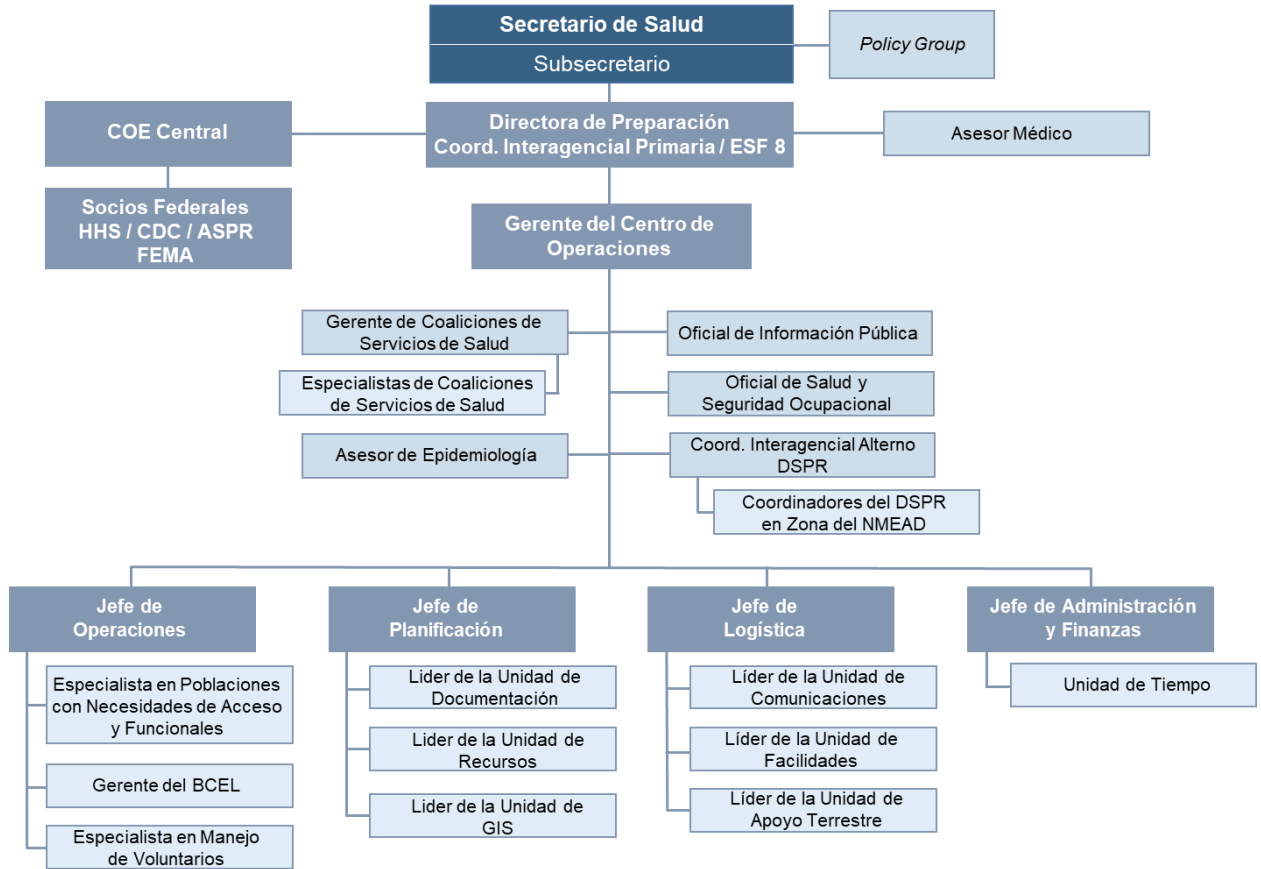 Secretario de Salud
Subsecretario
Policy Group
COE Central
Directora de Preparación
Coord. Interagencial Primaria / ESF 8
Asesor Médico
Socios Federales
HHS / CDC / ASPR
FEMA
Gerente del Centro de
Operaciones
Gerente de Coaliciones de
Servicios de Salud
Oficial de Información Pública
Especialistas de Coaliciones
de Servicios de Salud
Oficial de Salud y
Seguridad Ocupacional
Asesor de Epidemiología
Coord. Interagencial Alterno
DSPR
Coordinadores del DSPR
en Zona del NMEAD
Jefe de
Operaciones
Jefe de
Planificación
Jefe de
Logística
Jefe de Administración
y Finanzas
Especialista en Poblaciones
con Necesidades de Acceso
y Funcionales
Gerente del BCEL
Especialista en Manejo
de Voluntarios
Lider de la Unidad de
Documentación
Lider de la Unidad de
Recursos
Lider de la Unidad de
GIS
Líder de la Unidad de
Comunicaciones
Líder de la Unidad de
Facilidades
Líder de la Unidad de
Apoyo Terrestre
Unidad de Tiempo